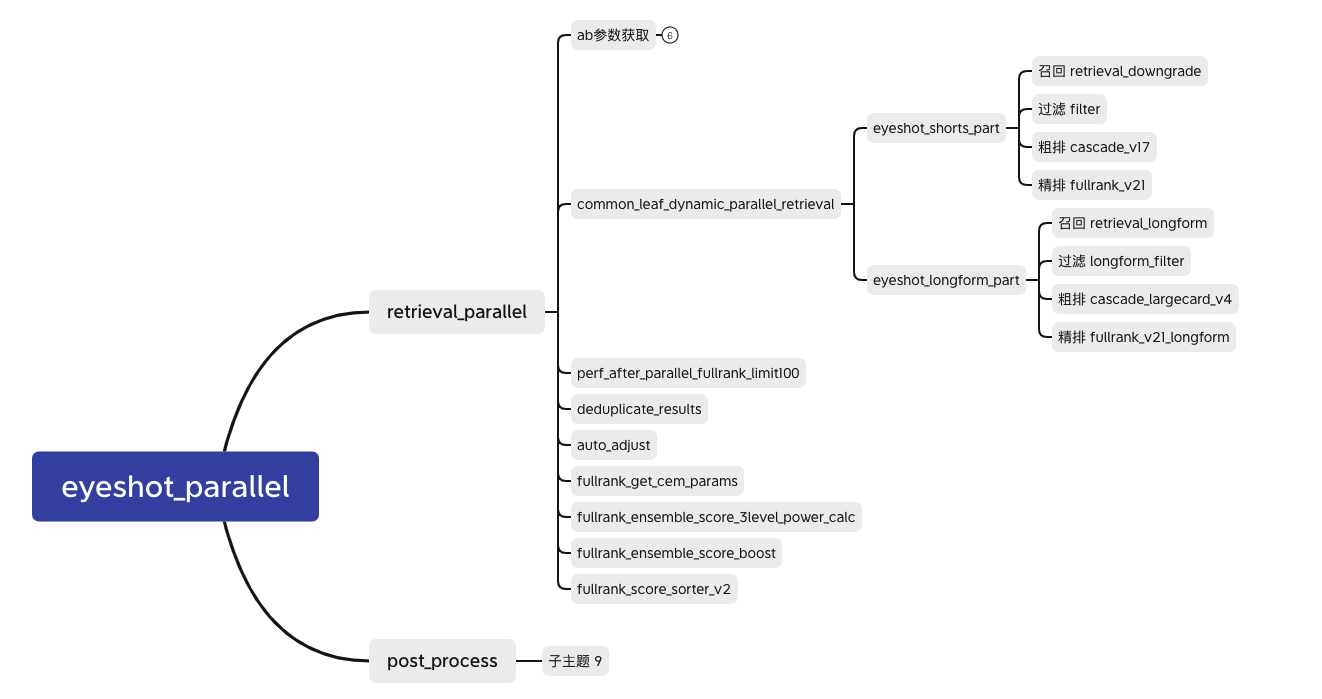 ab参数获取
6
召回 retrieval_downgrade
过滤 filter
eyeshot_shorts_part
粗排 cascade_v17
精排 fullrank_v21
common_leaf_dynamic_parallel_retrieval
召回 retrieval_longform
过滤 longform_filter
eyeshot_longform_part
粗排 cascade_largecard_v4
retrieval_parallel
精排 fullrank_v21_longform
perf_after_parallel_fullrank_limit100
deduplicate_results
auto_adjust
fullrank_get_cem_params
eyeshot_parallel
fullrank_ensemble_score_3level_power_calc
fullrank_ensemble_score_boost
fullrank_score_sorter_v2
post_process
子主题 9